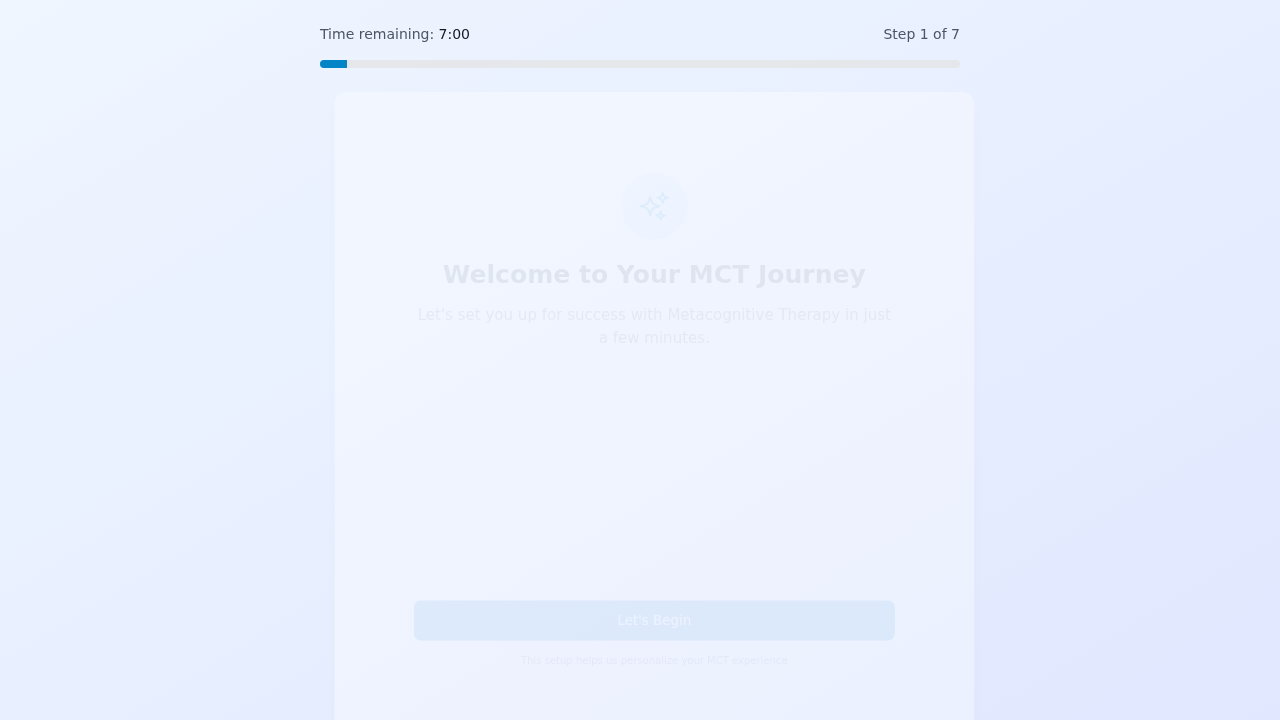 Time remaining: 7:00
Step 1 of 7
Welcome to Your MCT Journey
Let's set you up for success with Metacognitive Therapy in just
a few minutes.
Let's Begin
This setup helps us personalize your MCT experience